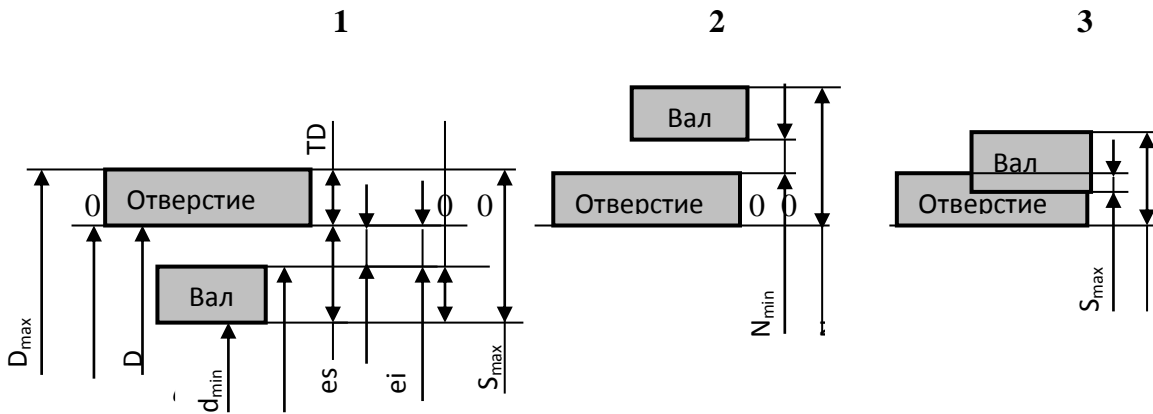 1 2 3
TD
Вал
Вал
Отверстие
Отверстие
Отверстие
0
0 0
0 0
Вал
D_max
D
d_min
es
ei
S_max
N_min
S_max